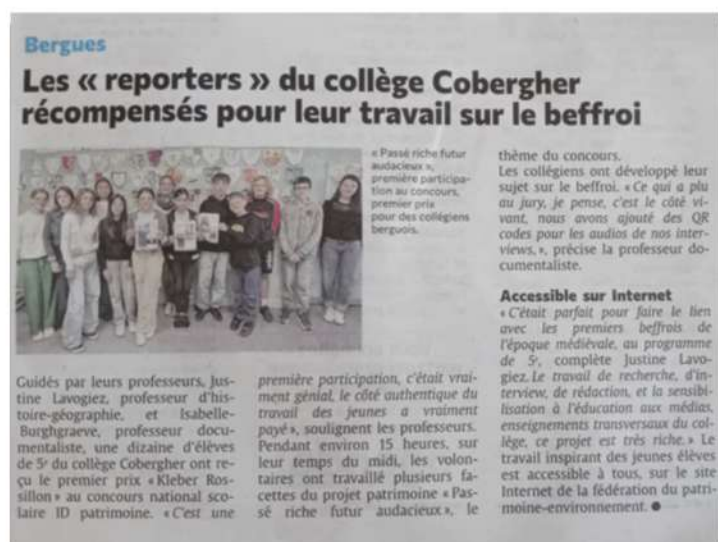 Bergues
Les « reporters » du collège Cobergher
récompensés pour leur travail sur le beffroi
« Passé riche futur
audacieux »,
première participa-
tion au concours,
premier prix
pour des collégiens
berguois.
Guidés par leurs professeurs, Jus-
tine Lavogiez, professeur d'his-
toire-géographie, et Isabelle-
Burghgraeve, professeur docu-
mentaliste, une dizaine d'élèves
de 5e du collège Cobergher ont re-
çu le premier prix « Kleber Ros-
sillon » au concours national sco-
laire ID patrimoine. « C'est une
première participation, c'était vrai-
ment génial, le côté authentique du
travail des jeunes a vraiment
payé », soulignent les professeurs.
Pendant environ 15 heures, sur
leur temps du midi, les volon-
taires ont travaillé plusieurs fa-
cettes du projet patrimoine « Pas-
sé riche futur audacieux », le
thème du concours.
Les collégiens ont développé leur
sujet sur le beffroi. « Ce qui a plu
au jury, je pense, c'est le côté vi-
vant, nous avons ajouté des QR
codes pour les audios de nos inter-
views. », précise la professeur do-
cumentaliste.
Accessible sur Internet
« C'était parfait pour faire le lien
avec les premiers beffrois de
l'époque médiévale, au programme
de 5e, complète Justine Lavo-
giez. Le travail de recherche, d'in-
terview, de rédaction, et la sensibi-
lisation à l'éducation aux médias,
enseignements transversaux du col-
lège, ce projet est très riche. » Le
travail inspirant des jeunes élèves
est accessible à tous, sur le site
Internet de la fédération du patri-
moine-environnement.